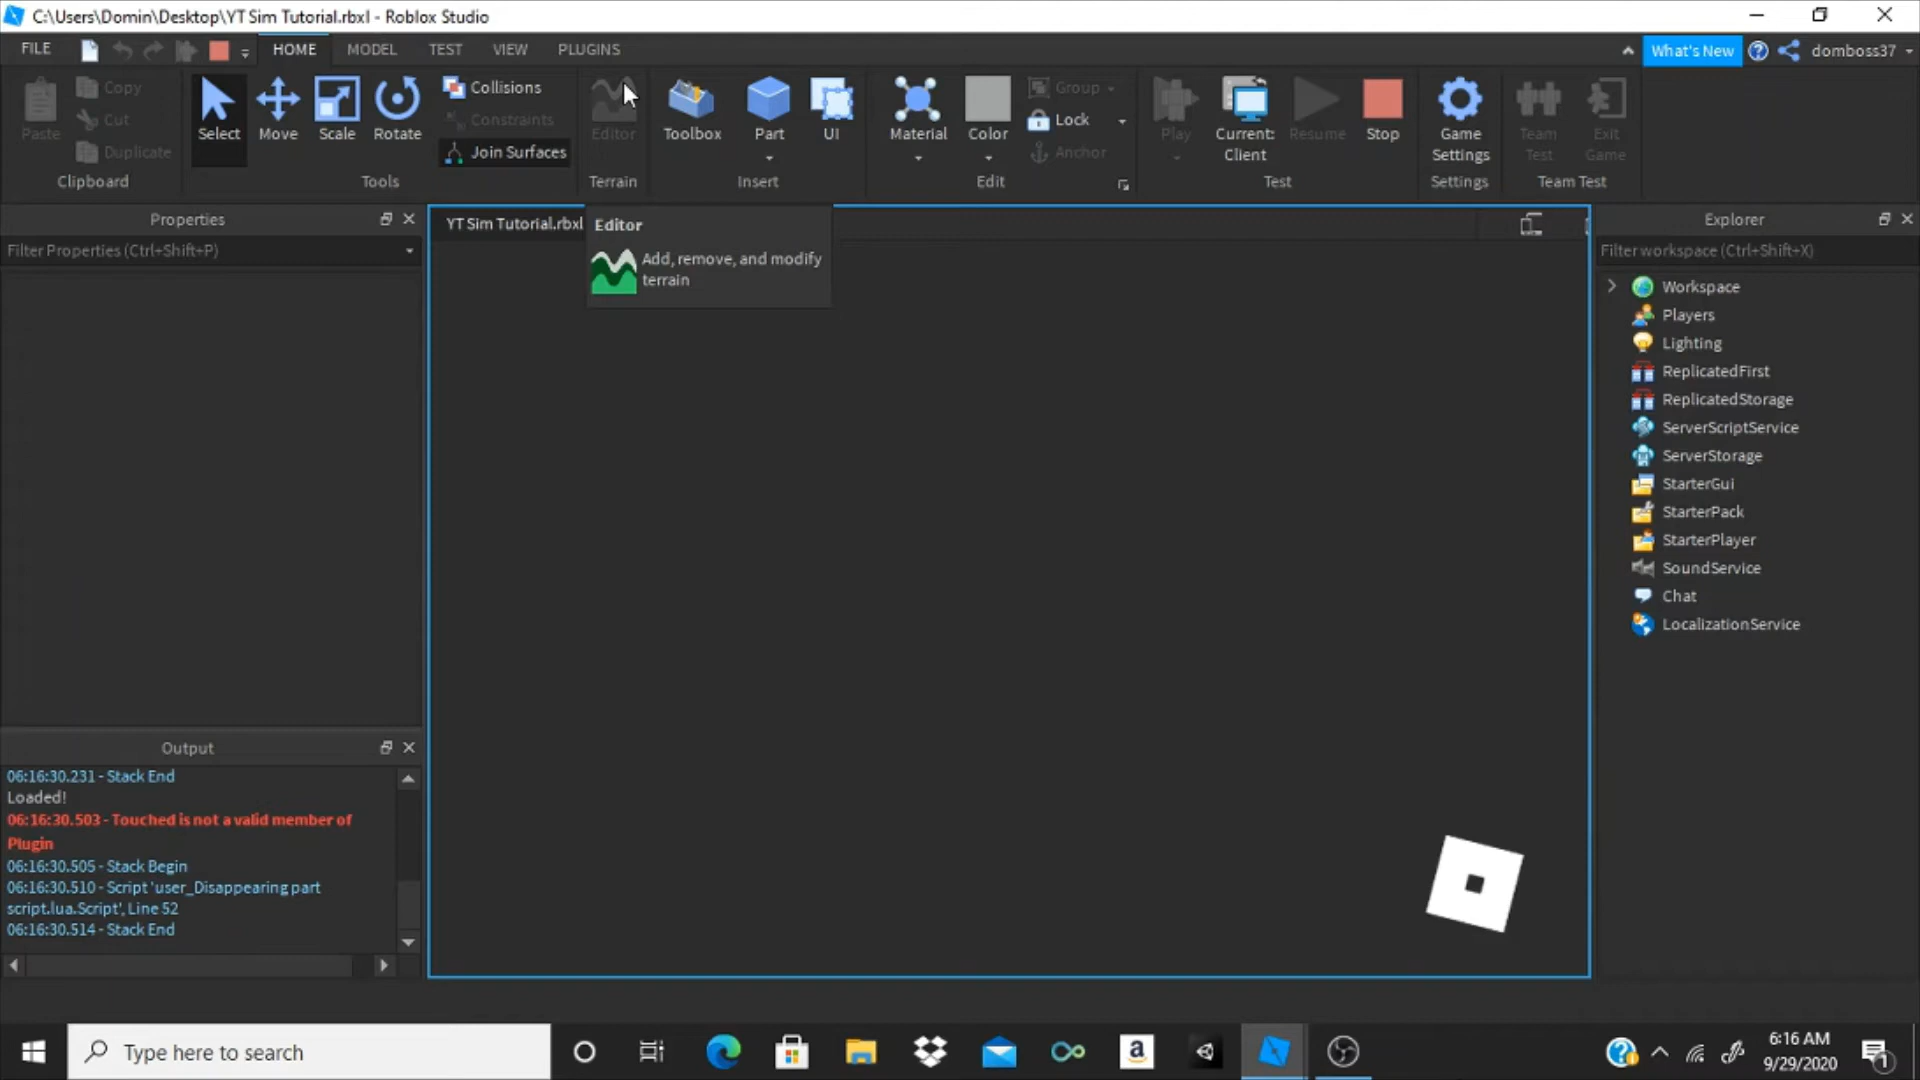 C:\Users\Domin\Desktop\YT Sim Tutorial.rbxl - Roblox Studio
FILE HOME MODEL TEST VIEW PLUGINS What's New domboss37
Paste
Copy
Cut
Duplicate
Clipboard
Select
Move
Scale
Rotate
Collisions
Constraints
Join Surfaces
Tools
Editor
Terrain
Toolbox
Part
UI
Insert
Material
Color
Group
Lock
Anchor
Edit
Play
Current:
Client
Resume
Stop
Test
Game
Settings
Settings
Team
Test
Exit
Game
Team Test
Properties
Filter Properties (Ctrl+Shift+P)
YT Sim Tutorial.rbxl
Editor
Add, remove, and modify
terrain
Explorer
Filter workspace (Ctrl+Shift+X)
Workspace
Players
Lighting
ReplicatedFirst
ReplicatedStorage
ServerScriptService
ServerStorage
StarterGui
StarterPack
StarterPlayer
SoundService
Chat
LocalizationService
Output
06:16:30.231 - Stack End
Loaded!
06:16:30.503 - Touched is not a valid member of
Plugin
06:16:30.505 - Stack Begin
06:16:30.510 - Script 'user_Disappearing part
script.lua.Script', Line 52
06:16:30.514 - Stack End
Type here to search
6:16 AM
9/29/2020
1